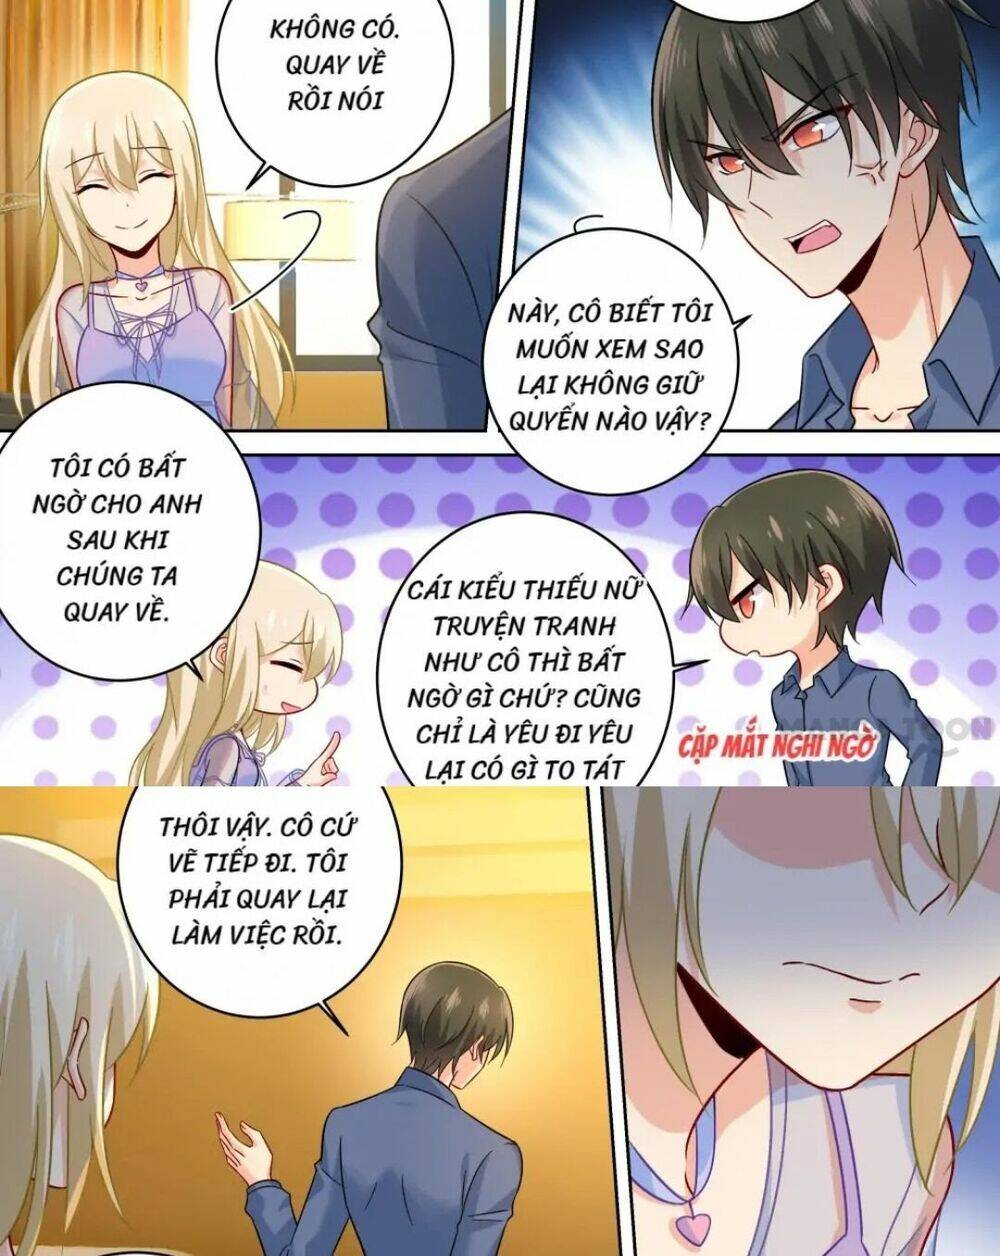 KHÔNG CÓ.
QUAY VỀ
RỒI NÓI
NÀY, CÔ BIẾT TÔI
MUỐN XEM SAO
LẠI KHÔNG GIỮ
QUYỂN NÀO VẬY?
TÔI CÓ BẤT
NGỜ CHO ANH
SAU KHI
CHÚNG TA
QUAY VỀ.
CÁI KIỂU THIẾU NỮ
TRUYỆN TRANH
NHƯ CÔ THÌ BẤT
NGỜ GÌ CHỨ? CŨNG
CHỈ LÀ YÊU ĐI YÊU
LẠI CÓ GÌ TO TÁT
CẶP MẮT NGHI NGỜ
THÔI VẬY. CÔ CỨ
VẼ TIẾP ĐI. TÔI
PHẢI QUAY LẠI
LÀM VIỆC RỒI.